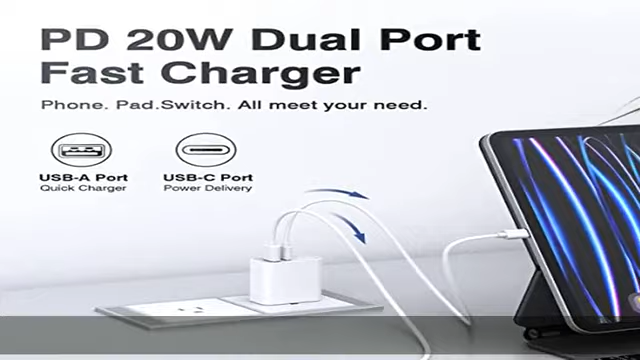 PD 20W Dual Port
Fast Charger
Phone. Pad.Switch. All meet your need.
USB-A Port
Quick Charger
USB-C Port
Power Delivery